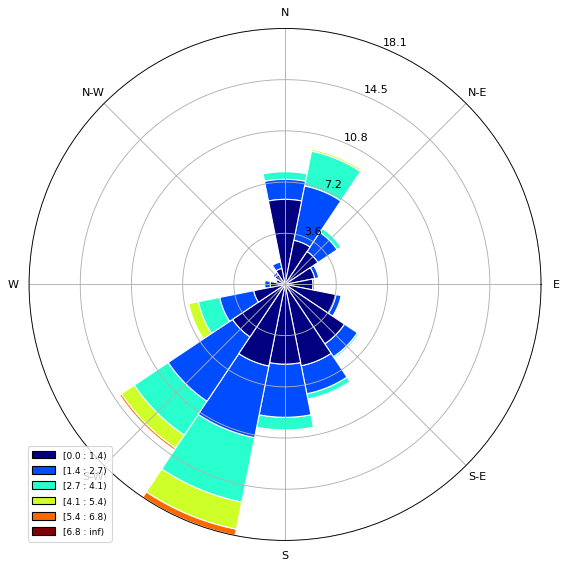 N
18.1
14.5
N-W
N-E
10.8
7.2
3.6
W
E
[0.0 : 1.4)
[1.4 : 2.7)
[2.7 : 4.1)
[4.1 : 5.4)
[5.4 : 6.8)
[6.8 : inf)
S-W
S-E
S